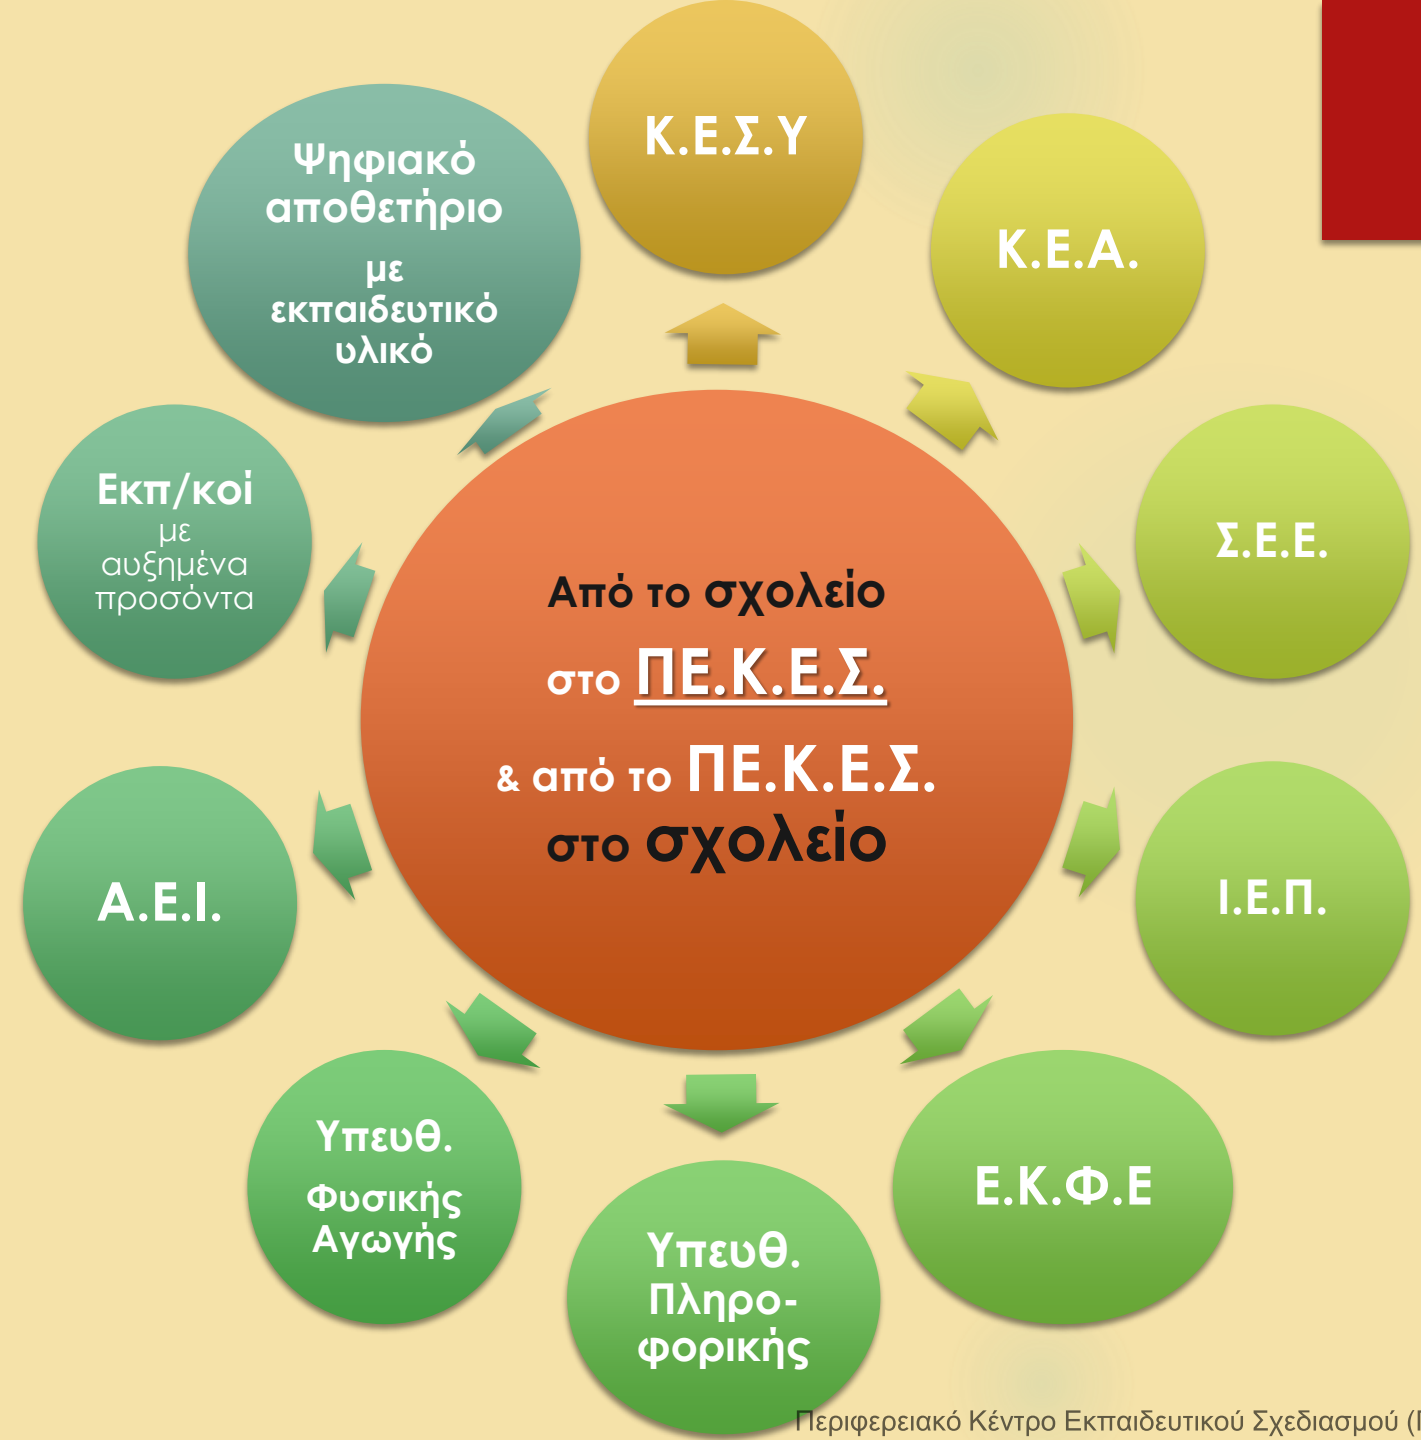 Κ.Ε.Σ.Υ
Κ.Ε.Α.
Σ.Ε.Ε.
Ι.Ε.Π.
Ε.Κ.Φ.Ε
Υπευθ.
Πληρο-
φορικής
Υπευθ.
Φυσικής
Αγωγής
Α.Ε.Ι.
Εκπ/κοί
με
αυξημένα
προσόντα
Ψηφιακό
αποθετήριο
με
εκπαιδευτικό
υλικό
Από το σχολείο
στο ΠΕ.Κ.Ε.Σ.
& από το ΠΕ.Κ.Ε.Σ.
στο σχολείο
Περιφερειακό Κέντρο Εκπαιδευτικού Σχεδιασμού